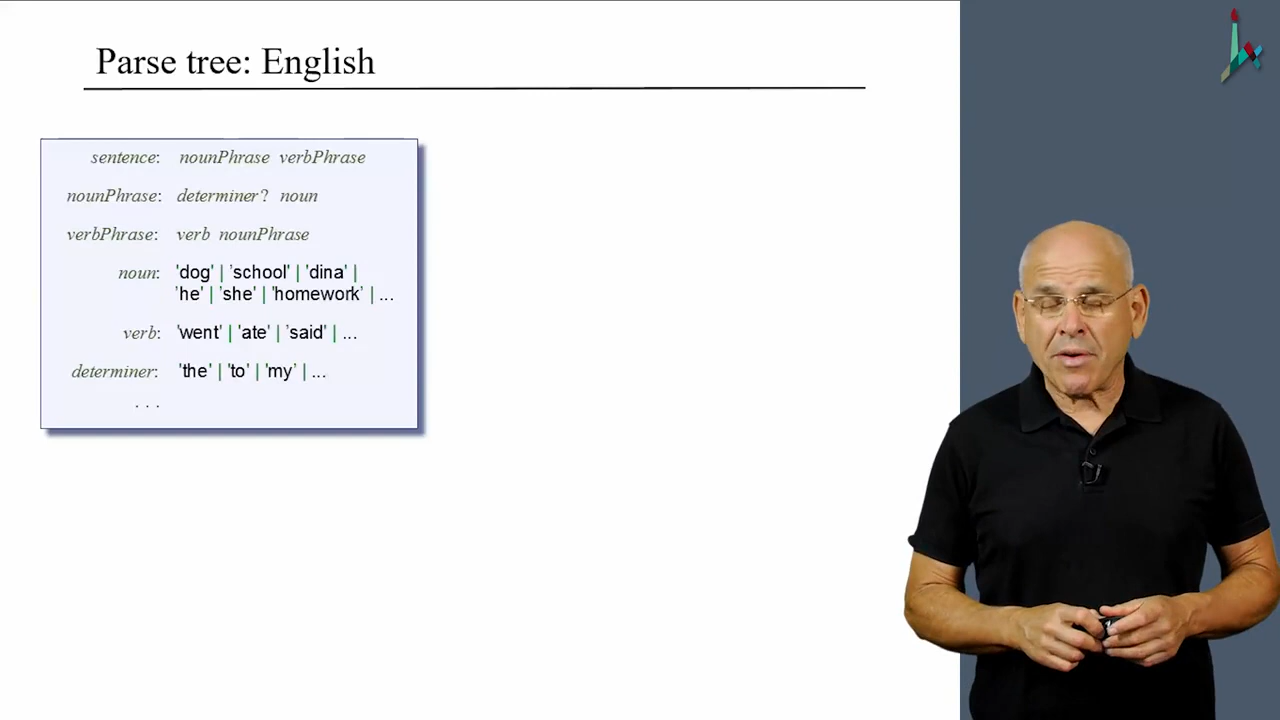 Parse tree: English
sentence: nounPhrase verbPhrase
nounPhrase: determiner? noun
verbPhrase: verb nounPhrase
noun: 'dog' | 'school' | 'dina' |
'he' | 'she' | 'homework' | ...
verb: 'went' | 'ate' | 'said' | ...
determiner: 'the' | 'to' | 'my' | ...
. . .